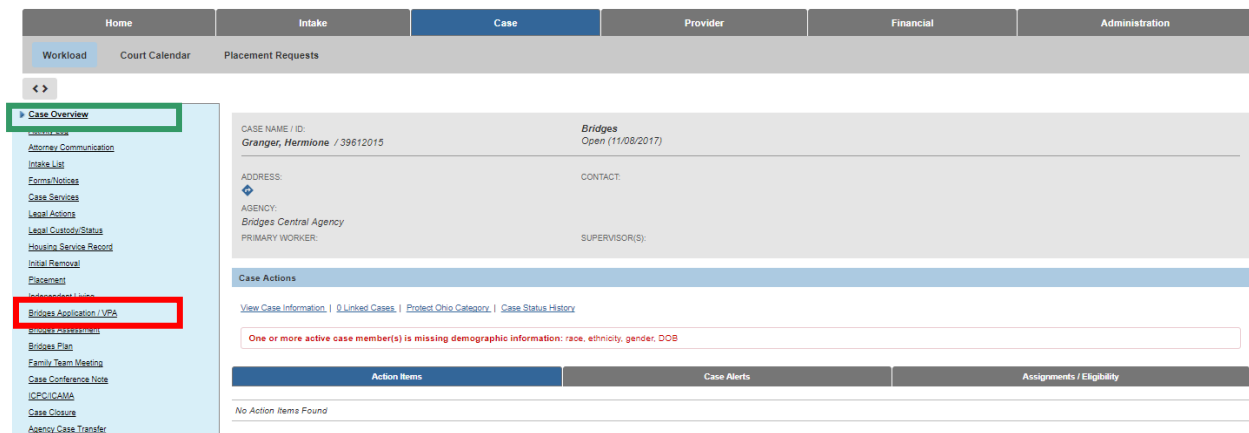 Home Intake Case Provider Financial Administration
Workload Court Calendar Placement Requests
Case Overview
Attorney Communication
Intake List
Forms/Notices
Case Services
Legal Actions
Legal Custody/Status
Housing Service Record
Initial Removal
Placement
Independent Living
Bridges Application / VPA
Bridges Assessment
Bridges Plan
Family Team Meeting
Case Conference Note
ICPC/ICAMA
Case Closure
Agency Case Transfer
CASE NAME / ID:
Granger, Hermione / 39612015
Bridges
Open (11/08/2017)
ADDRESS:
CONTACT:
AGENCY:
Bridges Central Agency
PRIMARY WORKER:
SUPERVISOR(S):
Case Actions
View Case Information | 0 Linked Cases | Protect Ohio Category | Case Status History
One or more active case member(s) is missing demographic information: race, ethnicity, gender, DOB
Action Items Case Alerts Assignments / Eligibility
No Action Items Found